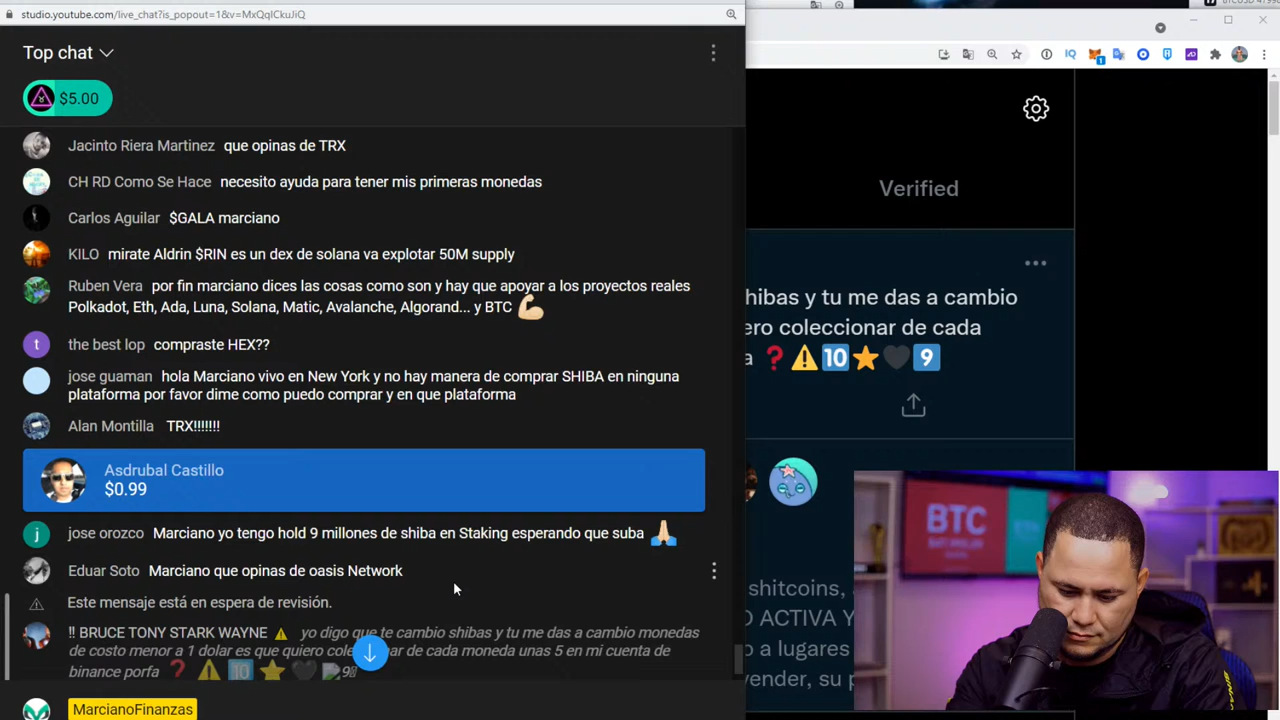 studio.youtube.com/live_chat?is_popout=1&v=MxQqICkuJiQ
Top chat
$5.00
Jacinto Riera Martinez que opinas de TRX
CH RD Como Se Hace necesito ayuda para tener mis primeras monedas
Carlos Aguilar $GALA marciano
KILO mirate Aldrin $RIN es un dex de solana va explotar 50M supply
Ruben Vera por fin marciano dices las cosas como son y hay que apoyar a los proyectos reales
Polkadot, Eth, Ada, Luna, Solana, Matic, Avalanche, Algorand... y BTC 💪🏼
t the best lop compraste HEX??
jose guaman hola Marciano vivo en New York y no hay manera de comprar SHIBA en ninguna
plataforma por favor dime como puedo comprar y en que plataforma
Alan Montilla TRX!!!!!!!
Asdrubal Castillo
$0.99
j jose orozco Marciano yo tengo hold 9 millones de shiba en Staking esperando que suba 🙏🏼
Eduar Soto Marciano que opinas de oasis Network
Este mensaje está en espera de revisión.
!! BRUCE TONY STARK WAYNE ⚠️ yo digo que te cambio shibas y tu me das a cambio monedas
de costo menor a 1 dolar es que quiero ar de cada moneda unas 5 en mi cuenta de
binance porfa ❓ ⚠️ 🔟 ⭐ 🖤 9
MarcianoFinanzas
IQ
1
Verified
hibas y tu me das a cambio
ero coleccionar de cada
a ❓⚠️🔟⭐🖤9️⃣
shitcoins,
O ACTIVA Y
o a lugares
vender, su p
BTC